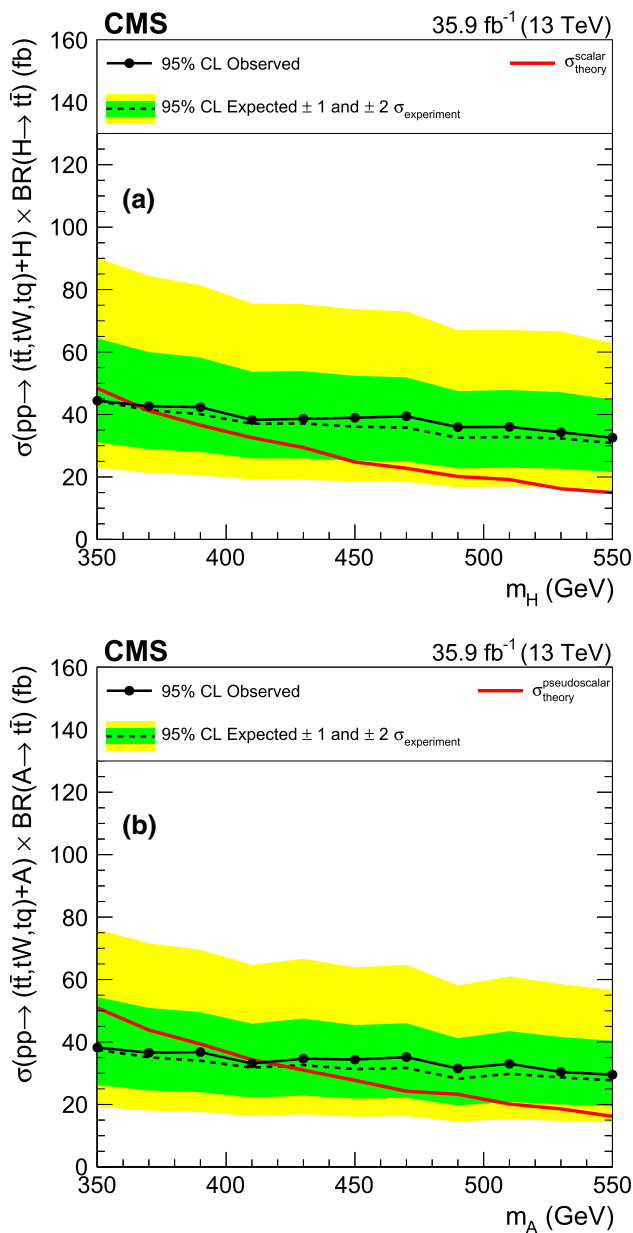 CMS 35.9 fb⁻¹ (13 TeV)
160
95% CL Observed σ^scalar_theory
140
95% CL Expected ± 1 and ± 2 σ_experiment
120
(a)
100
80
60
40
20
0
σ(pp→ (tt̄,tW,tq)+H) × BR(H→ tt̄) (fb)
350 400 450 500 550
m_H (GeV)
CMS 35.9 fb⁻¹ (13 TeV)
160
95% CL Observed σ^pseudoscalar_theory
140
95% CL Expected ± 1 and ± 2 σ_experiment
120
(b)
100
80
60
40
20
0
σ(pp→ (tt̄,tW,tq)+A) × BR(A→ tt̄) (fb)
350 400 450 500 550
m_A (GeV)